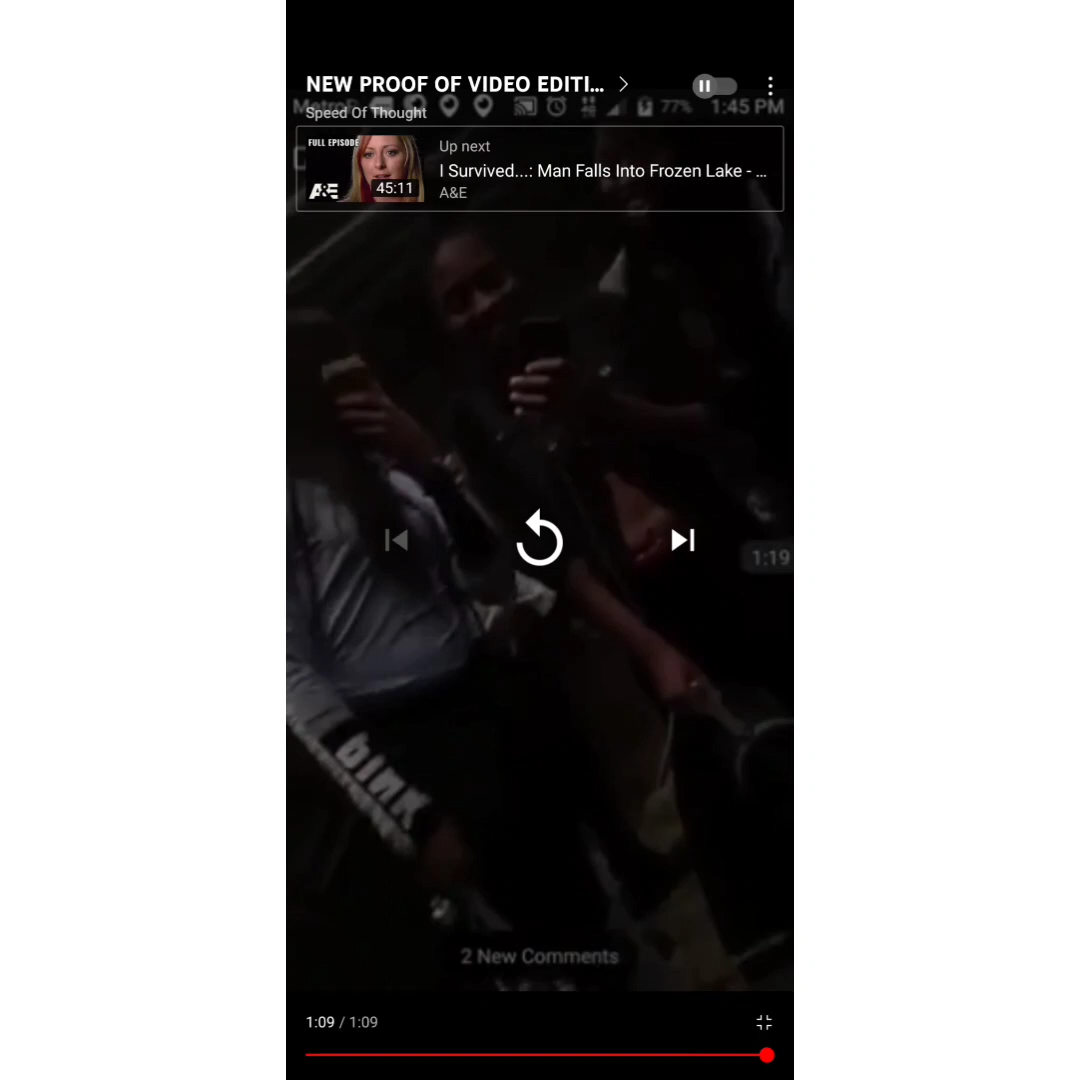 NEW PROOF OF VIDEO EDITI...
77% 1:45 PM
Speed Of Thought
FULL EPISODE
A&E
45:11
Up next
I Survived...: Man Falls Into Frozen Lake - ...
A&E
1:19
bink
2 New Comments
1:09 / 1:09